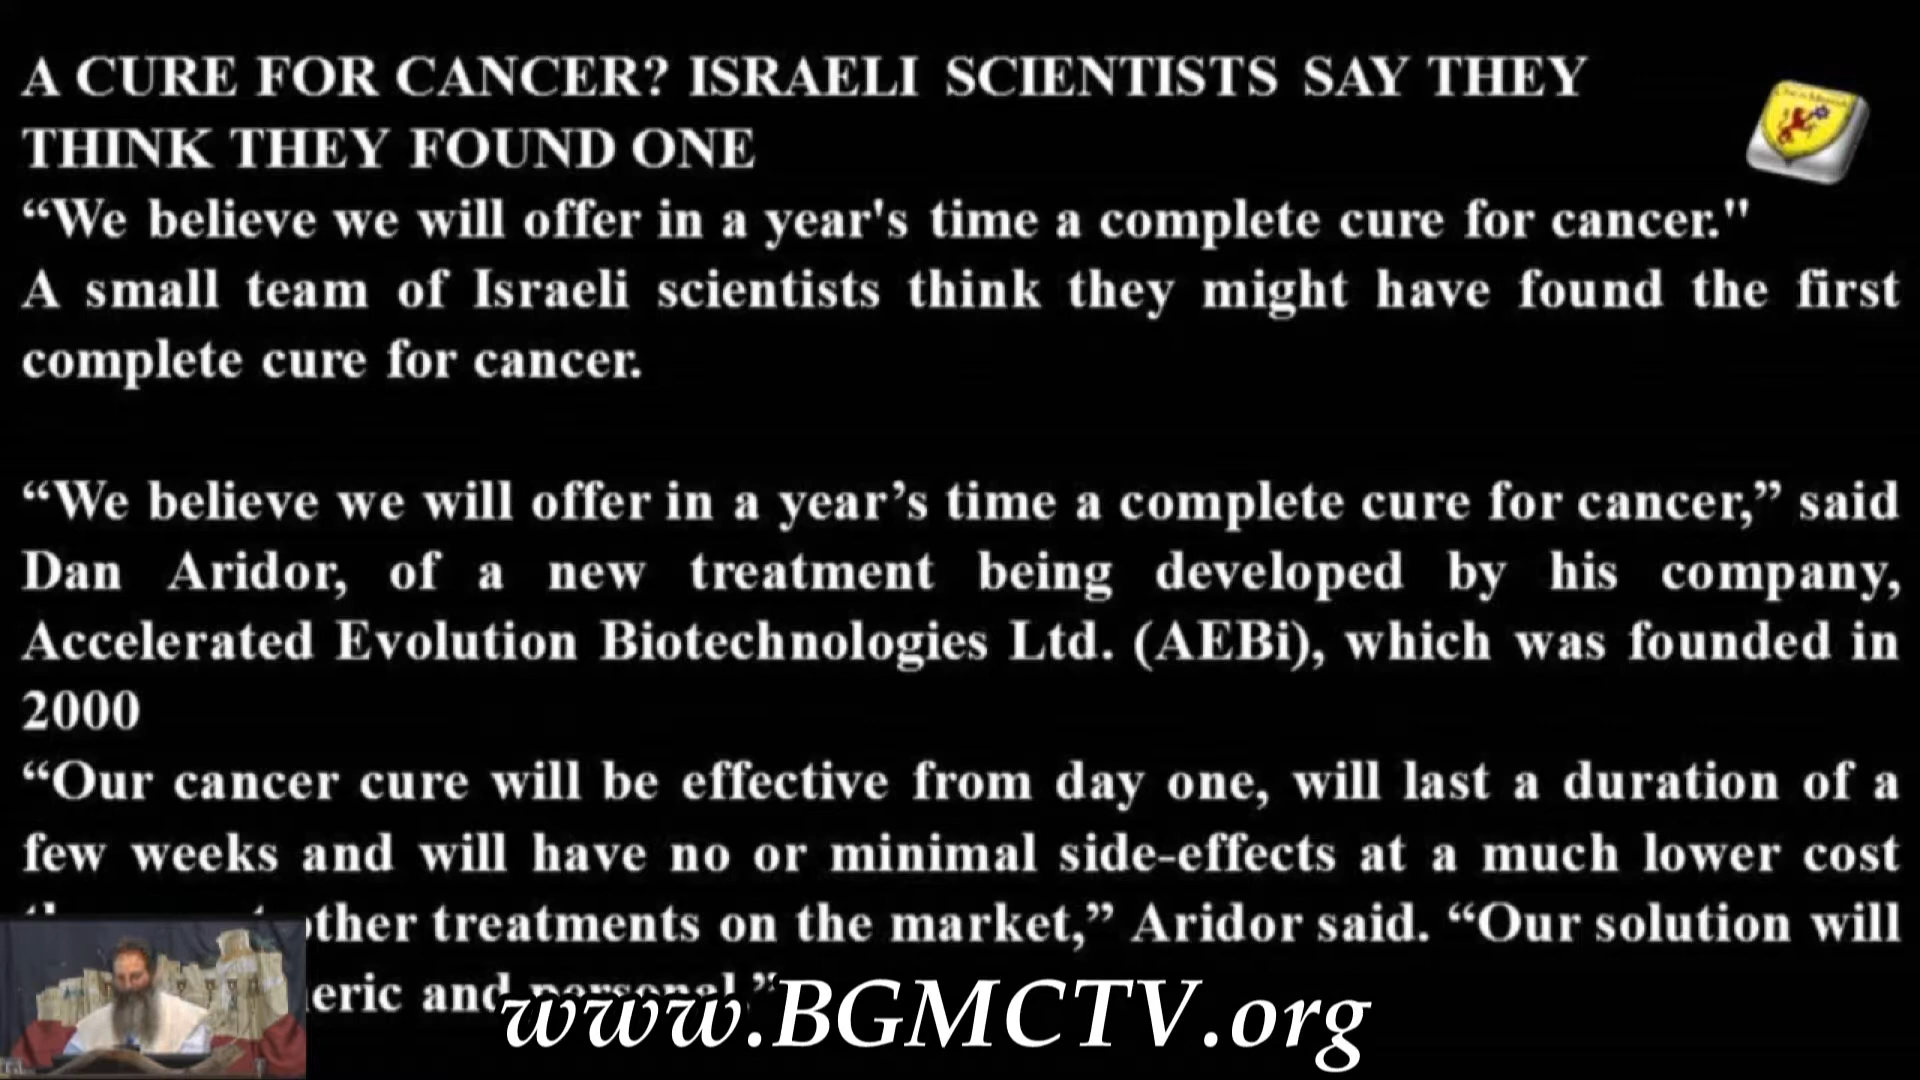 A CURE FOR CANCER? ISRAELI SCIENTISTS SAY THEY
THINK THEY FOUND ONE
“We believe we will offer in a year's time a complete cure for cancer."
A small team of Israeli scientists think they might have found the first
complete cure for cancer.
“We believe we will offer in a year’s time a complete cure for cancer,” said
Dan Aridor, of a new treatment being developed by his company,
Accelerated Evolution Biotechnologies Ltd. (AEBi), which was founded in
2000
“Our cancer cure will be effective from day one, will last a duration of a
few weeks and will have no or minimal side-effects at a much lower cost
other treatments on the market,” Aridor said. “Our solution will
eric and personal.”
www.BGMCTV.org